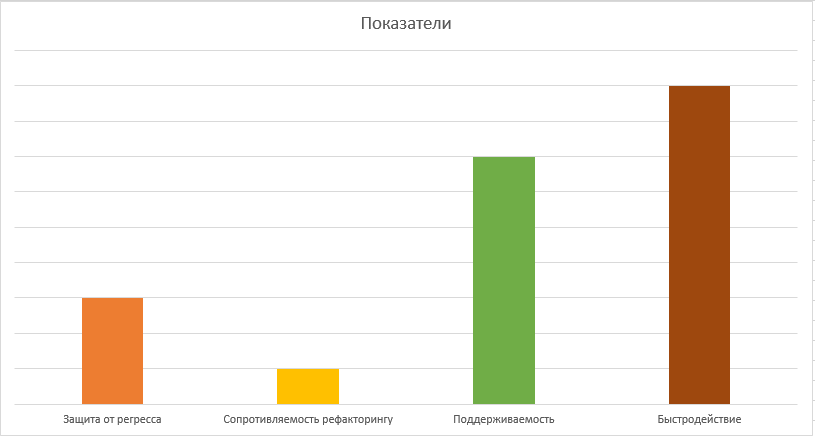 Показатели
Защита от регресса
Сопротивляемость рефакторингу
Поддерживаемость
Быстродействие